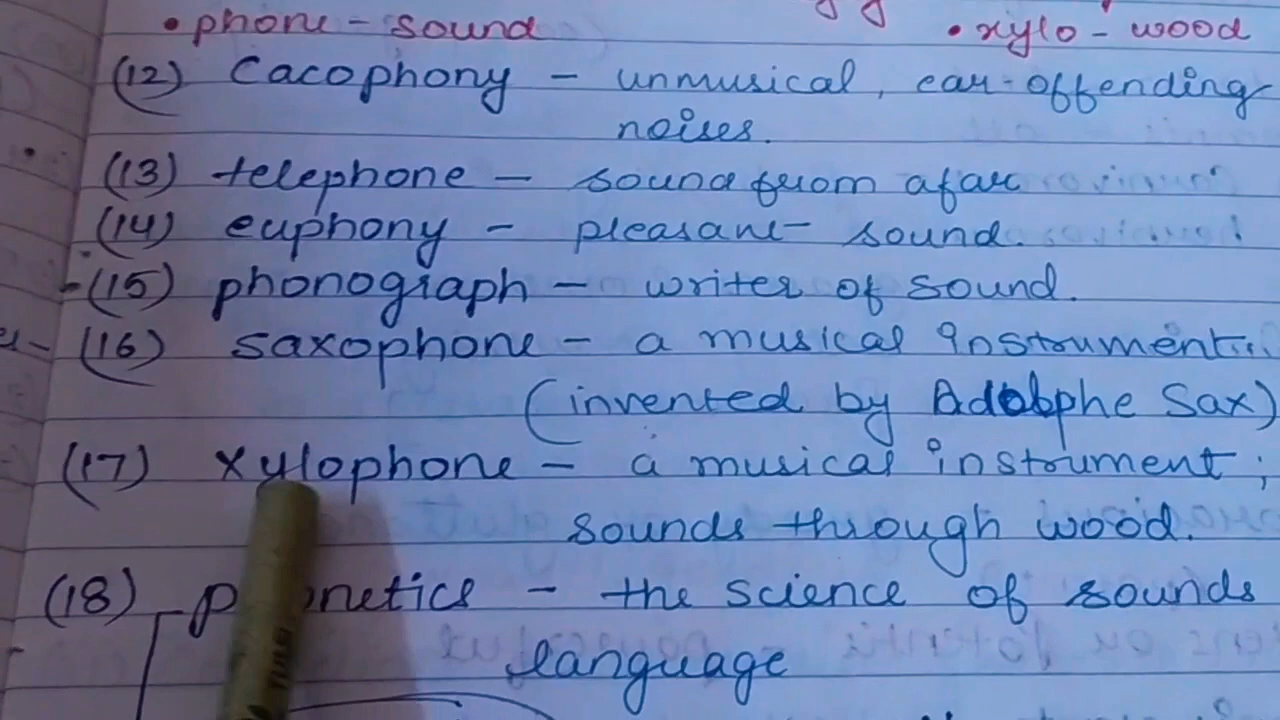 • phone - sound
• xylo - wood
(12) Cacophony - unmusical, ear-offending
noises.
(13) telephone - sound from afar
(14) euphony - pleasant sound.
(15) phonograph - writer of sound.
(16) saxophone - a musical instrument
(invented by Adolphe Sax)
(17) xylophone - a musical instrument;
sounds through wood.
(18) - the science of sounds
language